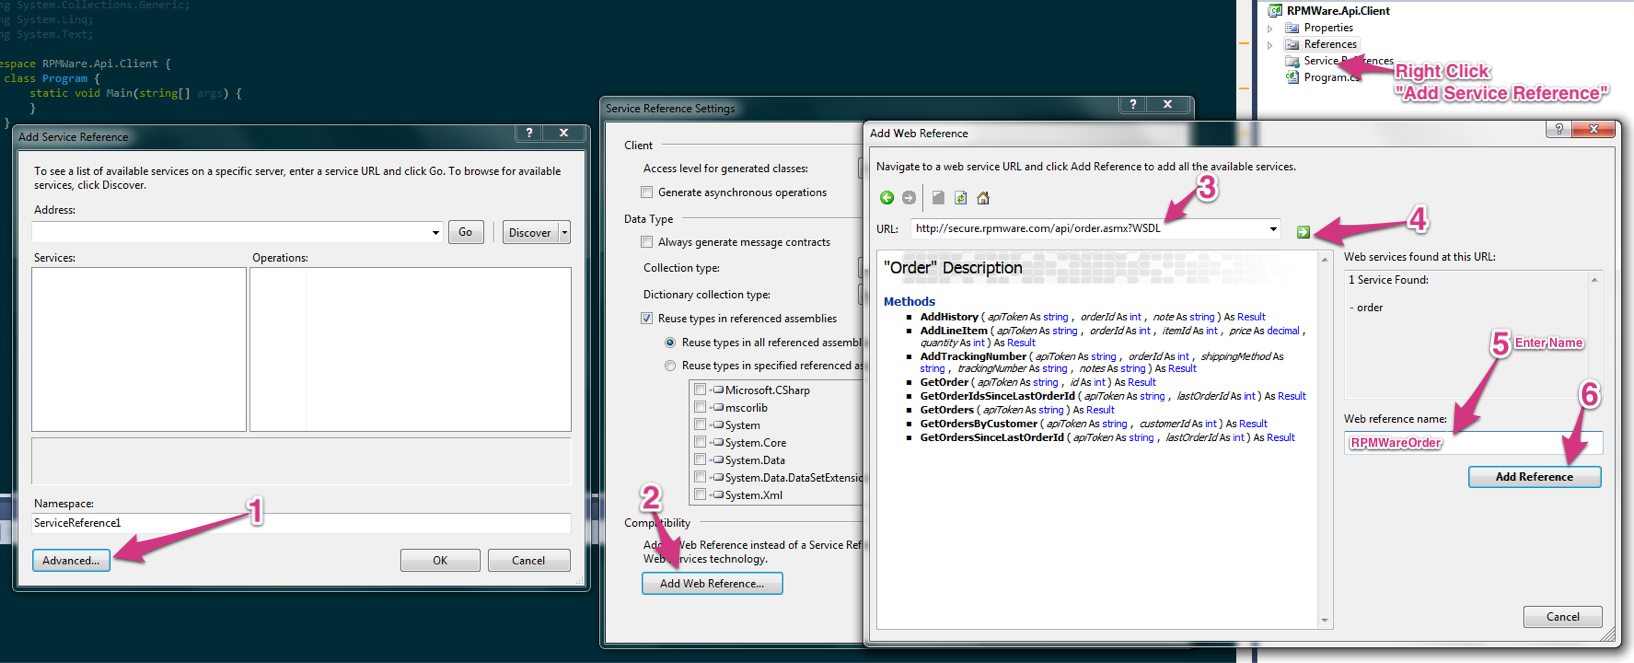 ng System.Collections.Generic;
ng System.Linq;
ng System.Text;
espace RPMWare.Api.Client {
class Program {
static void Main(string[] args) {
}
}
RPMWare.Api.Client
Properties
References
Service References
Program.cs
Right Click
"Add Service Reference"
Add Service Reference
?
To see a list of available services on a specific server, enter a service URL and click Go. To browse for available
services, click Discover.
Address:
Go
Discover
Services:
Operations:
Namespace:
ServiceReference1
1
Advanced...
OK
Cancel
Service Reference Settings
?
Client
Access level for generated classes:
Generate asynchronous operations
Data Type
Always generate message contracts
Collection type:
Dictionary collection type:
Reuse types in referenced assemblies
Reuse types in all referenced assembl
Reuse types in specified referenced as
Microsoft.CSharp
mscorlib
System
System.Core
System.Data
System.Data.DataSetExtensio
System.Xml
2
Compatibility
Add Web Reference instead of a Service Ref
Web Services technology.
Add Web Reference...
Add Web Reference
?
Navigate to a web service URL and click Add Reference to add all the available services.
3
4
URL:
http://secure.rpmware.com/api/order.asmx?WSDL
"Order" Description
Methods
AddHistory ( apiToken As string , orderId As int , note As string ) As Result
AddLineItem ( apiToken As string , orderId As int , itemId As int , price As decimal ,
quantity As int ) As Result
AddTrackingNumber ( apiToken As string , orderId As int , shippingMethod As
string , trackingNumber As string , notes As string ) As Result
GetOrder ( apiToken As string , id As int ) As Result
GetOrderIdsSinceLastOrderId ( apiToken As string , lastOrderId As int ) As Result
GetOrders ( apiToken As string ) As Result
GetOrdersByCustomer ( apiToken As string , customerId As int ) As Result
GetOrdersSinceLastOrderId ( apiToken As string , lastOrderId As int ) As Result
Web services found at this URL:
1 Service Found:
- order
5 Enter Name
6
Web reference name:
RPMWareOrder
Add Reference
Cancel